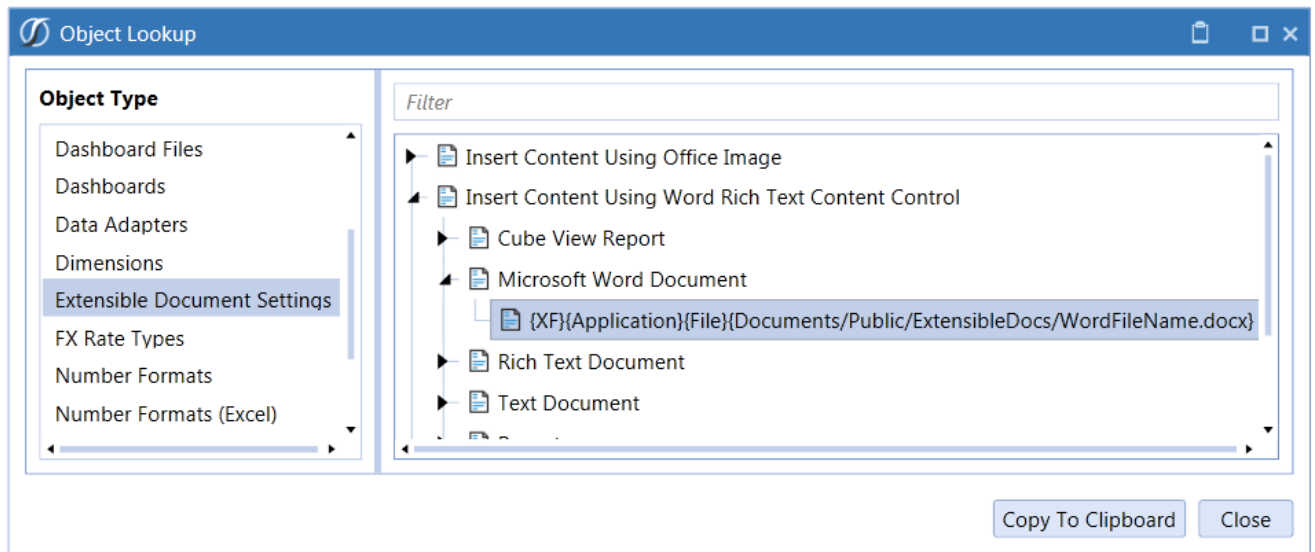 Object Lookup
Object Type
Dashboard Files
Dashboards
Data Adapters
Dimensions
Extensible Document Settings
FX Rate Types
Number Formats
Number Formats (Excel)
Filter
Insert Content Using Office Image
Insert Content Using Word Rich Text Content Control
Cube View Report
Microsoft Word Document
{XF}{Application}{File}{Documents/Public/ExtensibleDocs/WordFileName.docx}
Rich Text Document
Text Document
Copy To Clipboard
Close